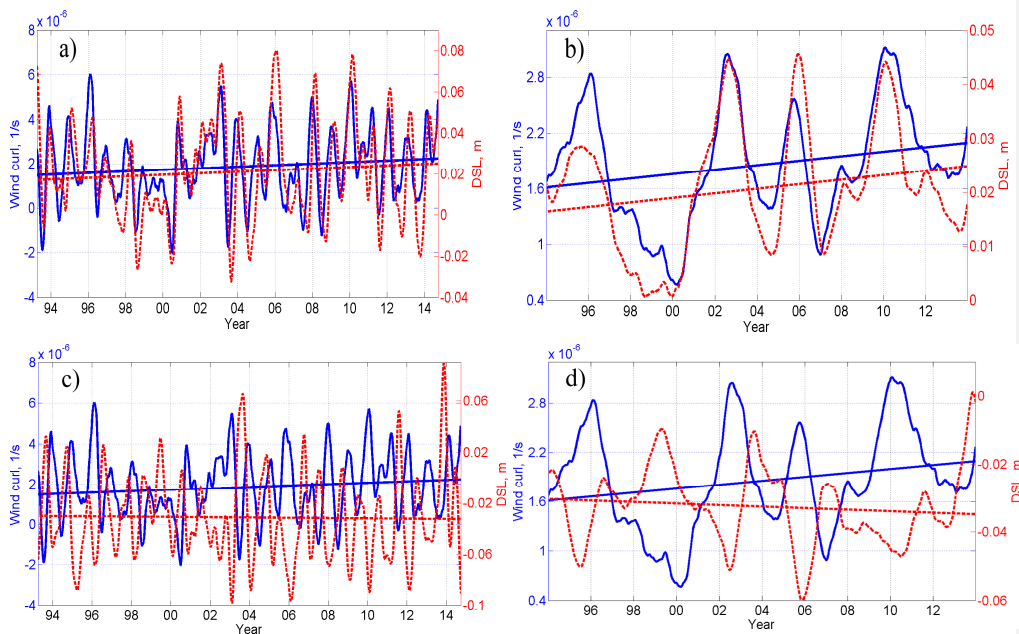 x 10^-6
a)
8
6
4
2
0
-2
-4
Wind curl, 1/s
0.08
0.06
0.04
0.02
0
-0.02
-0.04
DSL, m
94 96 98 00 02 04 06 08 10 12 14
Year
x 10^-6
b)
2.8
2.2
1.6
1
0.4
Wind curl, 1/s
0.05
0.04
0.03
0.02
0.01
0
DSL, m
96 98 00 02 04 06 08 10 12
Year
x 10^-6
c)
8
6
4
2
0
-2
-4
Wind curl, 1/s
0.06
0.02
-0.02
-0.06
-0.1
DSL, m
94 96 98 00 02 04 06 08 10 12 14
Year
x 10^-6
d)
2.8
2.2
1.6
1
0.4
Wind curl, 1/s
0
-0.02
-0.04
-0.06
DSL, m
96 98 00 02 04 06 08 10 12
Year